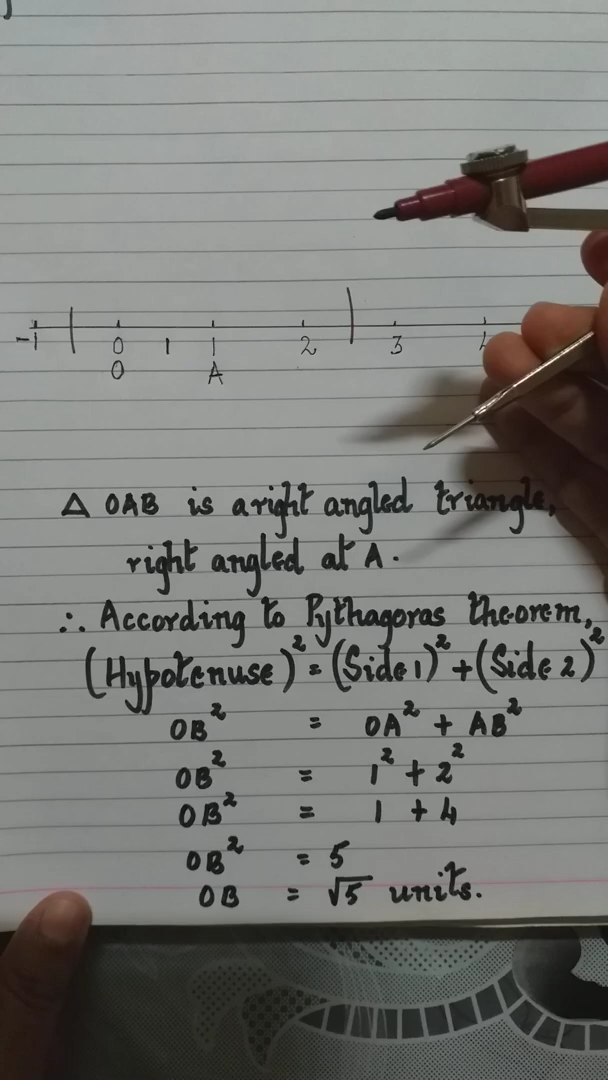 -1 0 1 1 2 3 4
O A
Δ OAB is a right angled triangle,
right angled at A.
∴ According to Pythagoras theorem,
(Hypotenuse)² = (Side 1)² + (Side 2)²
OB² = OA² + AB²
OB² = 1² + 2²
OB² = 1 + 4
OB² = 5
OB = √5 units.